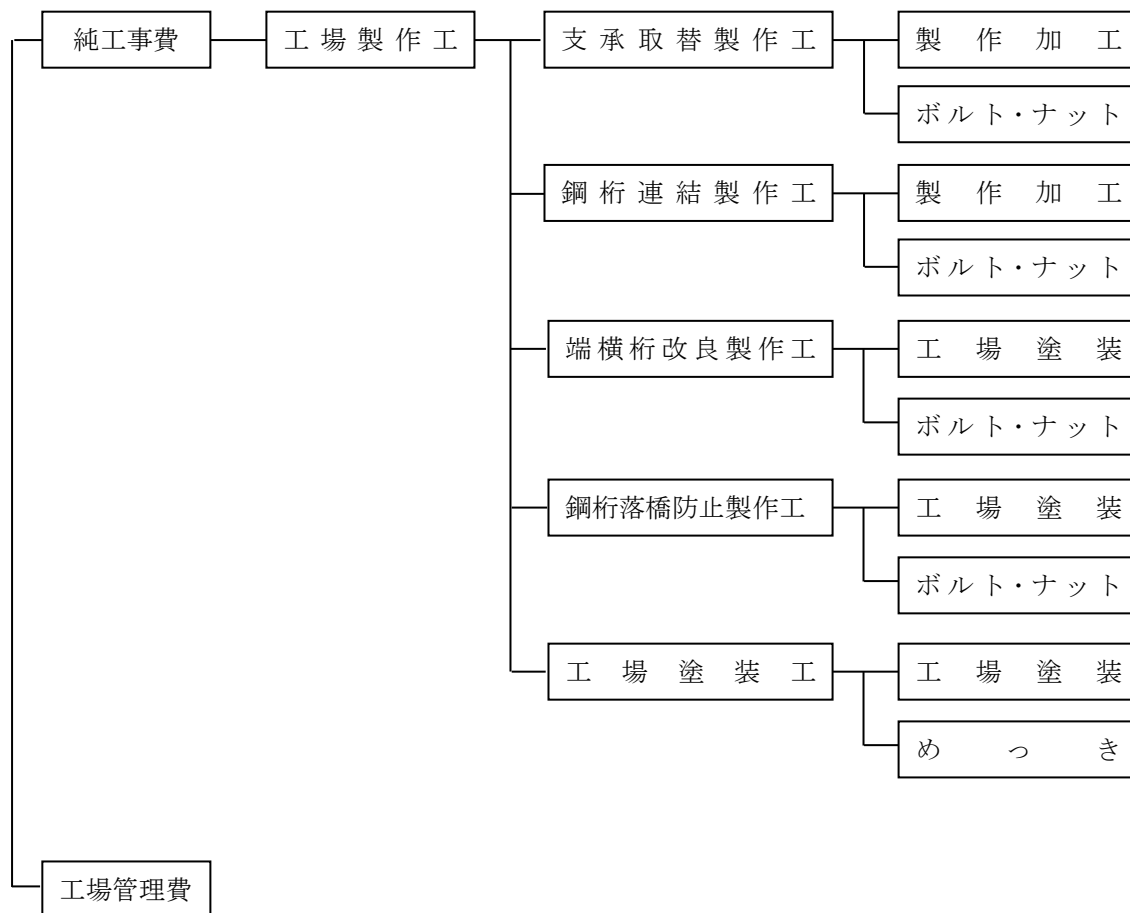 純工事費
工場製作工
支承取替製作工
製作加工
ボルト・ナット
鋼桁連結製作工
製作加工
ボルト・ナット
端横桁改良製作工
工場塗装
ボルト・ナット
鋼桁落橋防止製作工
工場塗装
ボルト・ナット
工場塗装工
工場塗装
めっき
工場管理費